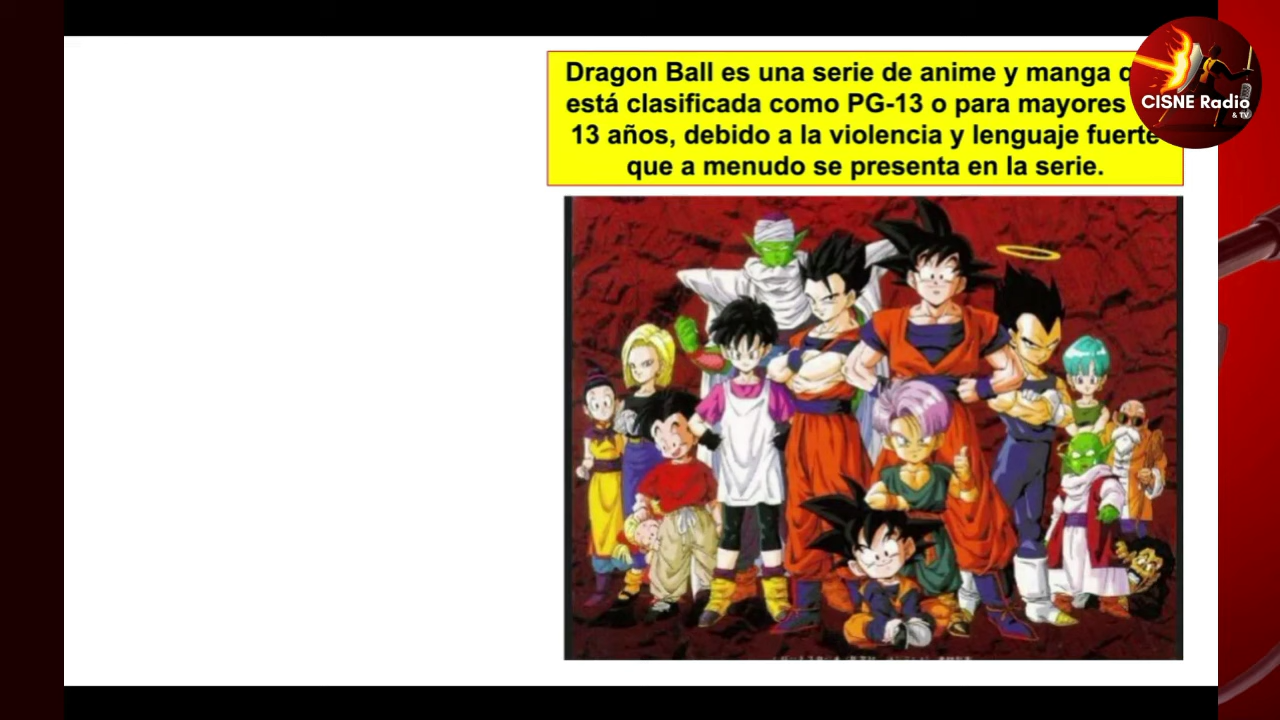 Dragon Ball es una serie de anime y manga
está clasificada como PG-13 o para mayores
13 años, debido a la violencia y lenguaje fuerte
que a menudo se presenta en la serie.
CISNE Radio
& TV